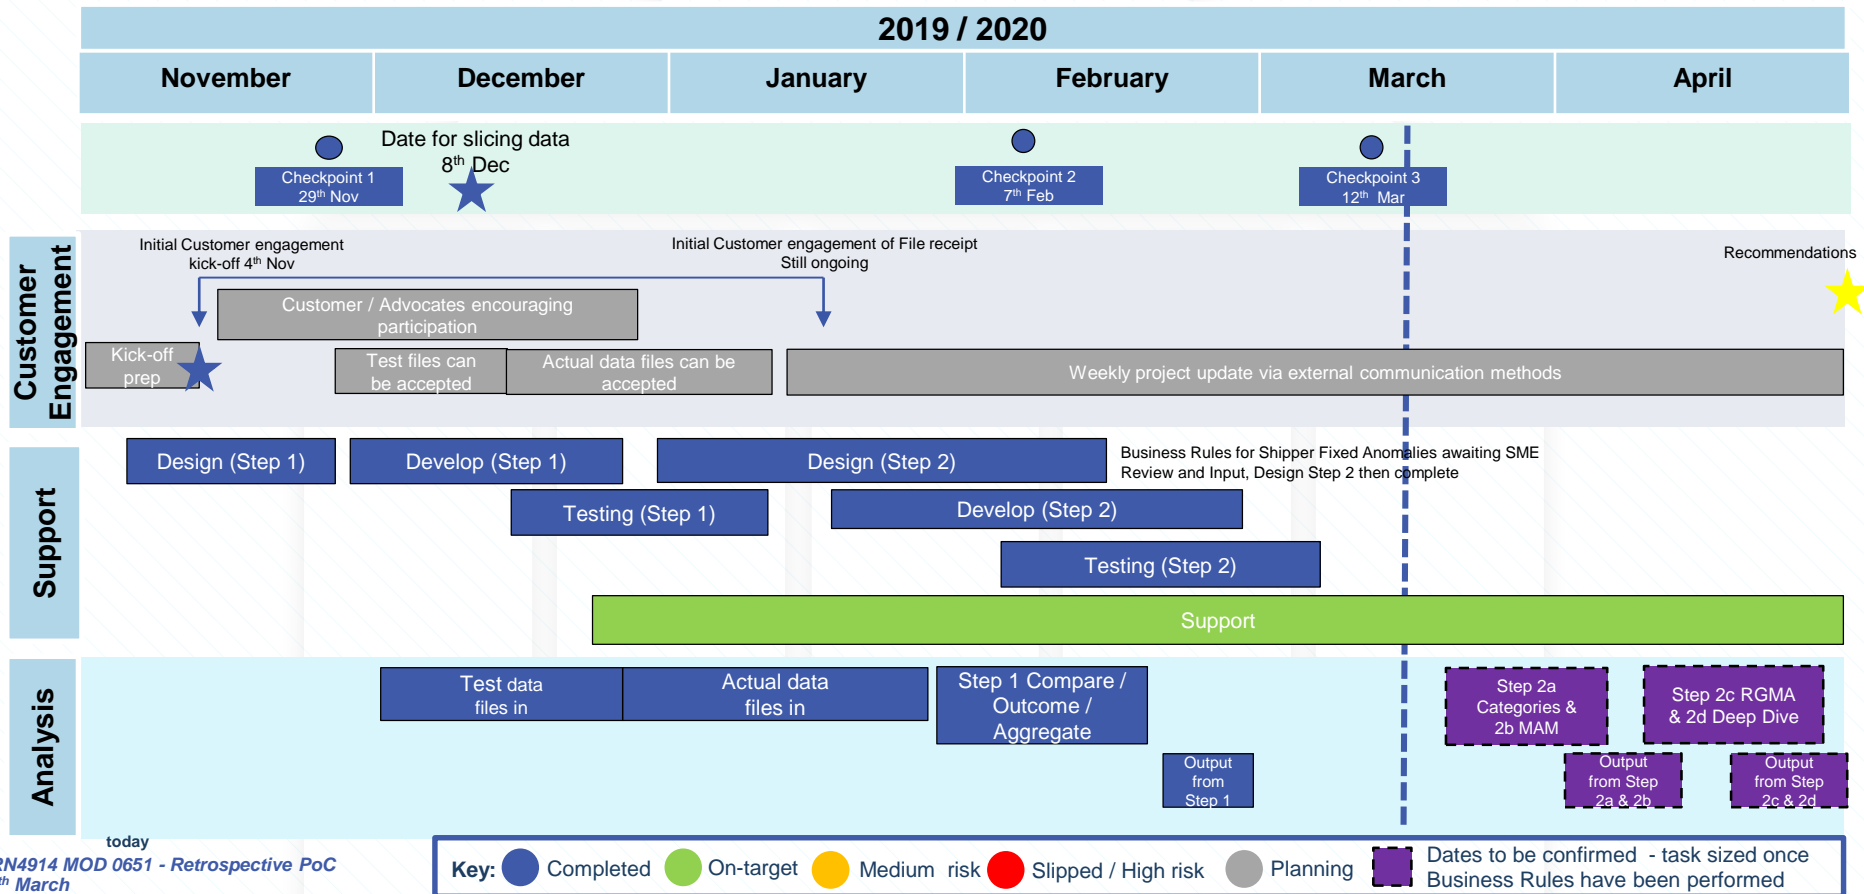 2019 / 2020
November
December
January
February
March
April
Date for slicing data
8th Dec
Checkpoint 1
29th Nov
Checkpoint 2
7th Feb
Checkpoint 3
12th Mar
Customer
Engagement
Initial Customer engagement
kick-off 4th Nov
Initial Customer engagement of File receipt
Still ongoing
Recommendations
Customer / Advocates encouraging
participation
Kick-off
prep
Test files can
be accepted
Actual data files can be
accepted
Weekly project update via external communication methods
Support
Design (Step 1)
Develop (Step 1)
Design (Step 2)
Business Rules for Shipper Fixed Anomalies awaiting SME
Review and Input, Design Step 2 then complete
Testing (Step 1)
Develop (Step 2)
Testing (Step 2)
Support
Analysis
Test data
files in
Actual data
files in
Step 1 Compare /
Outcome /
Aggregate
Step 2a
Categories &
2b MAM
Step 2c RGMA
& 2d Deep Dive
Output
from
Step 1
Output
from Step
2a & 2b
Output
from Step
2c & 2d
today
RN4914 MOD 0651 - Retrospective PoC
th March
Key: Completed On-target Medium risk Slipped / High risk Planning
Dates to be confirmed - task sized once
Business Rules have been performed